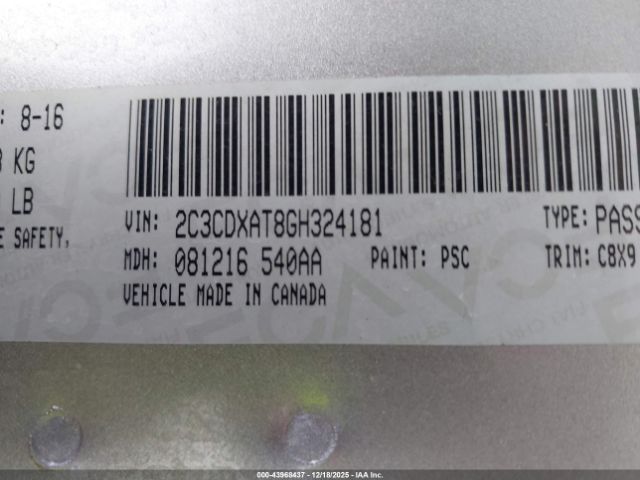 : 8-16
KG
LB
E SAFETY,
VIN: 2C3CDXAT8GH324181
TYPE: PASS
MDH: 081216 540AA
PAINT: PSC
TRIM: C8X9
VEHICLE MADE IN CANADA
000-43968437 - 12/18/2025 - IAA Inc.